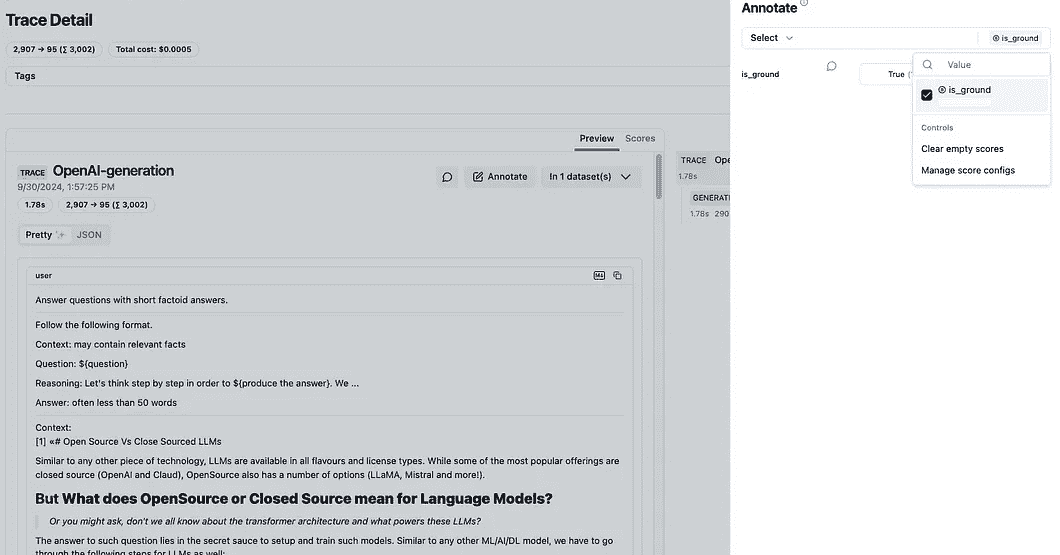 Trace Detail
2,907 → 95 (∑ 3,002)
Total cost: $0.0005
Tags
Preview
Scores
TRACE OpenAI-generation
9/30/2024, 1:57:25 PM
Annotate
In 1 dataset(s)
1.78s
2,907 → 95 (∑ 3,002)
Pretty
JSON
user
Answer questions with short factoid answers.
Follow the following format.
Context: may contain relevant facts
Question: ${question}
Reasoning: Let's think step by step in order to ${produce the answer}. We ...
Answer: often less than 50 words
Context:
[1] «# Open Source Vs Close Sourced LLMs
Similar to any other piece of technology, LLMs are available in all flavours and license types. While some of the most popular offerings are
closed source (OpenAI and Claud), OpenSource also has a number of options (LLaMA, Mistral and more!).
But What does OpenSource or Closed Source mean for Language Models?
Or you might ask, don't we all know about the transformer architecture and what powers these LLMs?
The answer to such question lies in the secret sauce to setup and train such models. Similar to any other ML/AI/DL model, we have to go
through the following steps for LLMs as well:
TRACE Ope
1.78s
GENERATI
1.78s 290
Annotate
Select
is_ground
is_ground
True
Value
is_ground
Controls
Clear empty scores
Manage score configs